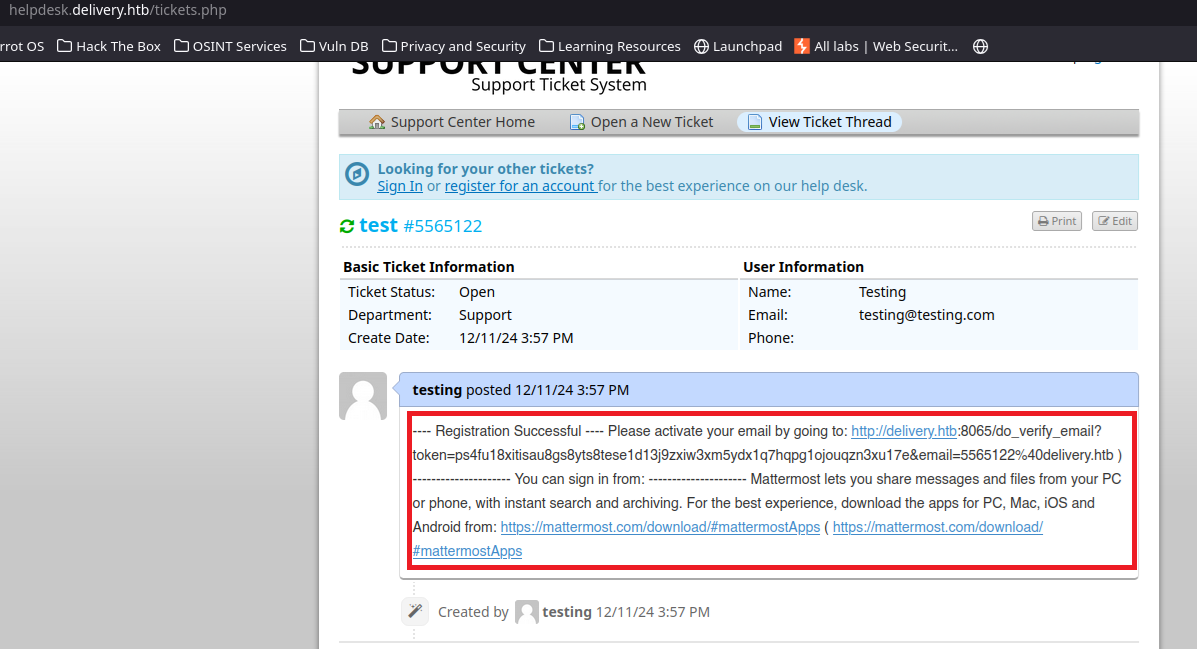 helpdesk.delivery.htb/tickets.php
rrot OS Hack The Box OSINT Services Vuln DB Privacy and Security Learning Resources Launchpad All labs | Web Securit...
SUPPORT CENTER
Support Ticket System
Support Center Home Open a New Ticket View Ticket Thread
Looking for your other tickets?
Sign In or register for an account for the best experience on our help desk.
test #5565122 Print Edit
Basic Ticket Information User Information
Ticket Status: Open Name: Testing
Department: Support Email: testing@testing.com
Create Date: 12/11/24 3:57 PM Phone:
testing posted 12/11/24 3:57 PM
---- Registration Successful ---- Please activate your email by going to: http://delivery.htb:8065/do_verify_email?
token=ps4fu18xitisau8gs8yts8tese1d13j9zxiw3xm5ydx1q7hqpg1ojouqzn3xu17e&email=5565122%40delivery.htb )
--------------------- You can sign in from: --------------------- Mattermost lets you share messages and files from your PC
or phone, with instant search and archiving. For the best experience, download the apps for PC, Mac, iOS and
Android from: https://mattermost.com/download/#mattermostApps ( https://mattermost.com/download/
#mattermostApps
Created by testing 12/11/24 3:57 PM